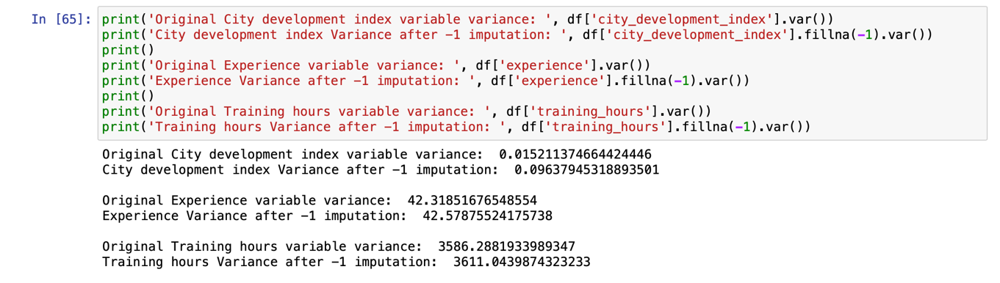 In [65]: print('Original City development index variable variance: ', df['city_development_index'].var())
print('City development index Variance after -1 imputation: ', df['city_development_index'].fillna(-1).var())
print()
print('Original Experience variable variance: ', df['experience'].var())
print('Experience Variance after -1 imputation: ', df['experience'].fillna(-1).var())
print()
print('Original Training hours variable variance: ', df['training_hours'].var())
print('Training hours Variance after -1 imputation: ', df['training_hours'].fillna(-1).var())
Original City development index variable variance:  0.015211374664424446
City development index Variance after -1 imputation:  0.09637945318893501
Original Experience variable variance:  42.31851676548554
Experience Variance after -1 imputation:  42.57875524175738
Original Training hours variable variance:  3586.2881933989347
Training hours Variance after -1 imputation:  3611.0439874323233